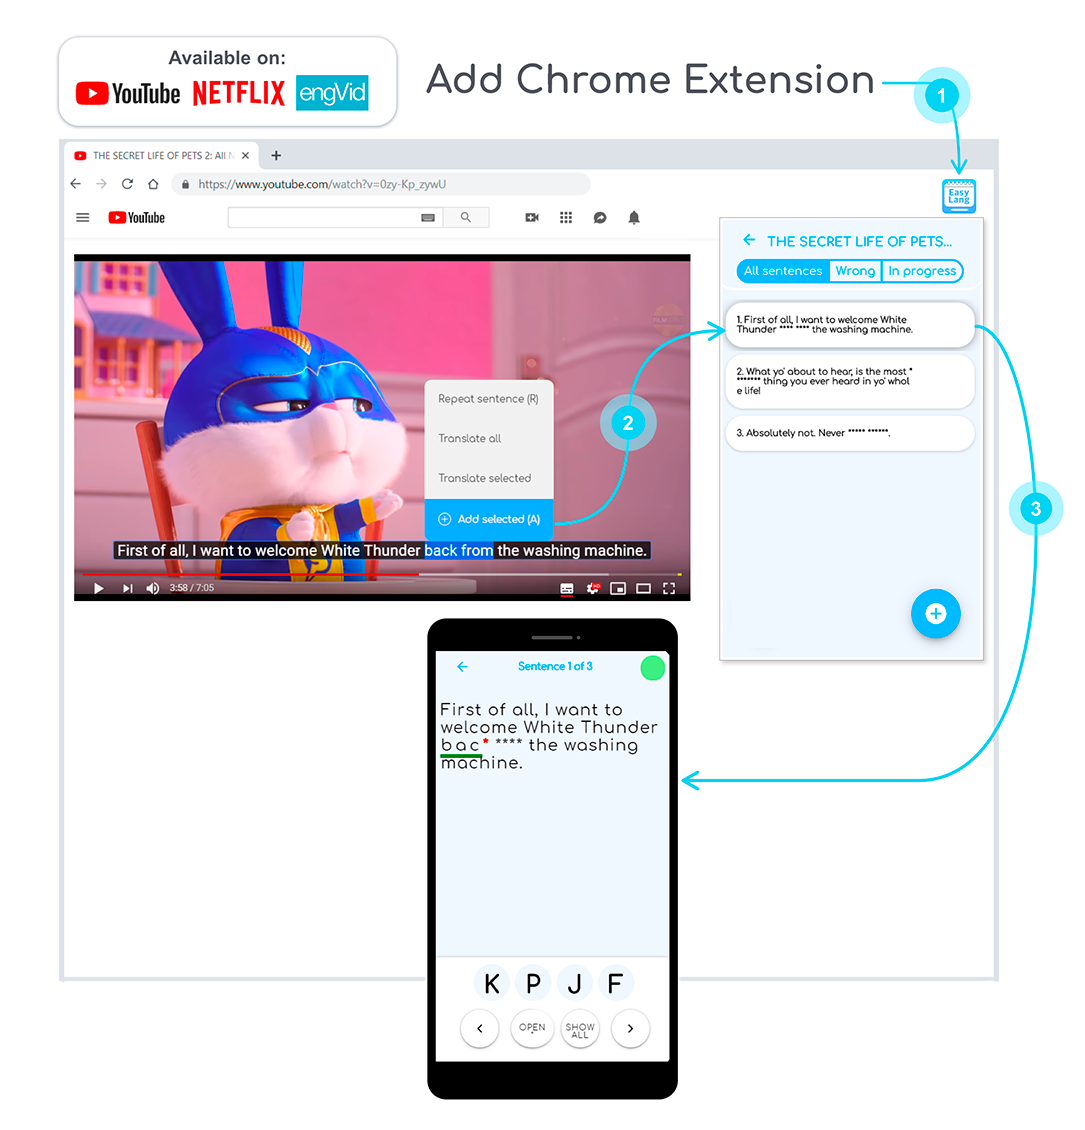 Available on:
YouTube NETFLIX engVid
Add Chrome Extension
1
THE SECRET LIFE OF PETS 2: All N
https://www.youtube.com/watch?v=0zy-Kp_zywU
Easy
Lang
YouTube
THE SECRET LIFE OF PETS...
All sentences Wrong In progress
1. First of all, I want to welcome White
Thunder **** **** the washing machine.
2. What yo' about to hear, is the most *
******* thing you ever heard in yo' whol
e life!
3. Absolutely not. Never ***** ******.
Repeat sentence (R)
Translate all
Translate selected
Add selected (A)
2
3
First of all, I want to welcome White Thunder back from the washing machine.
3:58 / 7:05
HD
Sentence 1 of 3
First of all, I want to
welcome White Thunder
bac* **** the washing
machine.
K P J F
OPEN
*
SHOW
ALL